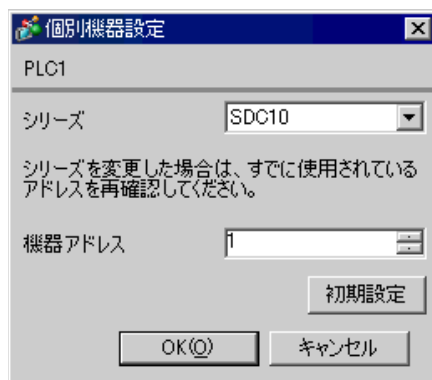 個別機器設定
PLC1
シリーズ SDC10
シリーズを変更した場合は、すでに使用されている
アドレスを再確認してください。
機器アドレス 1
初期設定
OK(O) キャンセル